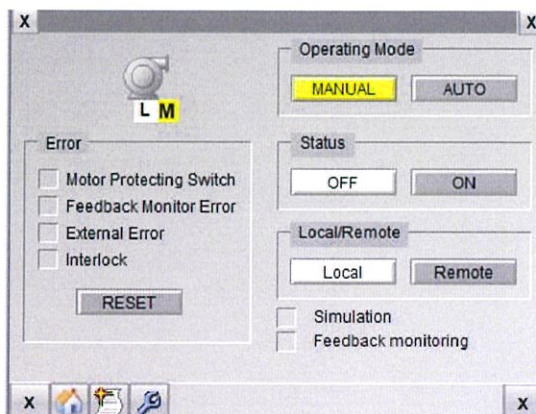 X
X
Operating Mode
MANUAL
AUTO
L M
Error
Motor Protecting Switch
Feedback Monitor Error
External Error
Interlock
RESET
Status
OFF
ON
Local/Remote
Local
Remote
Simulation
Feedback monitoring
X
X